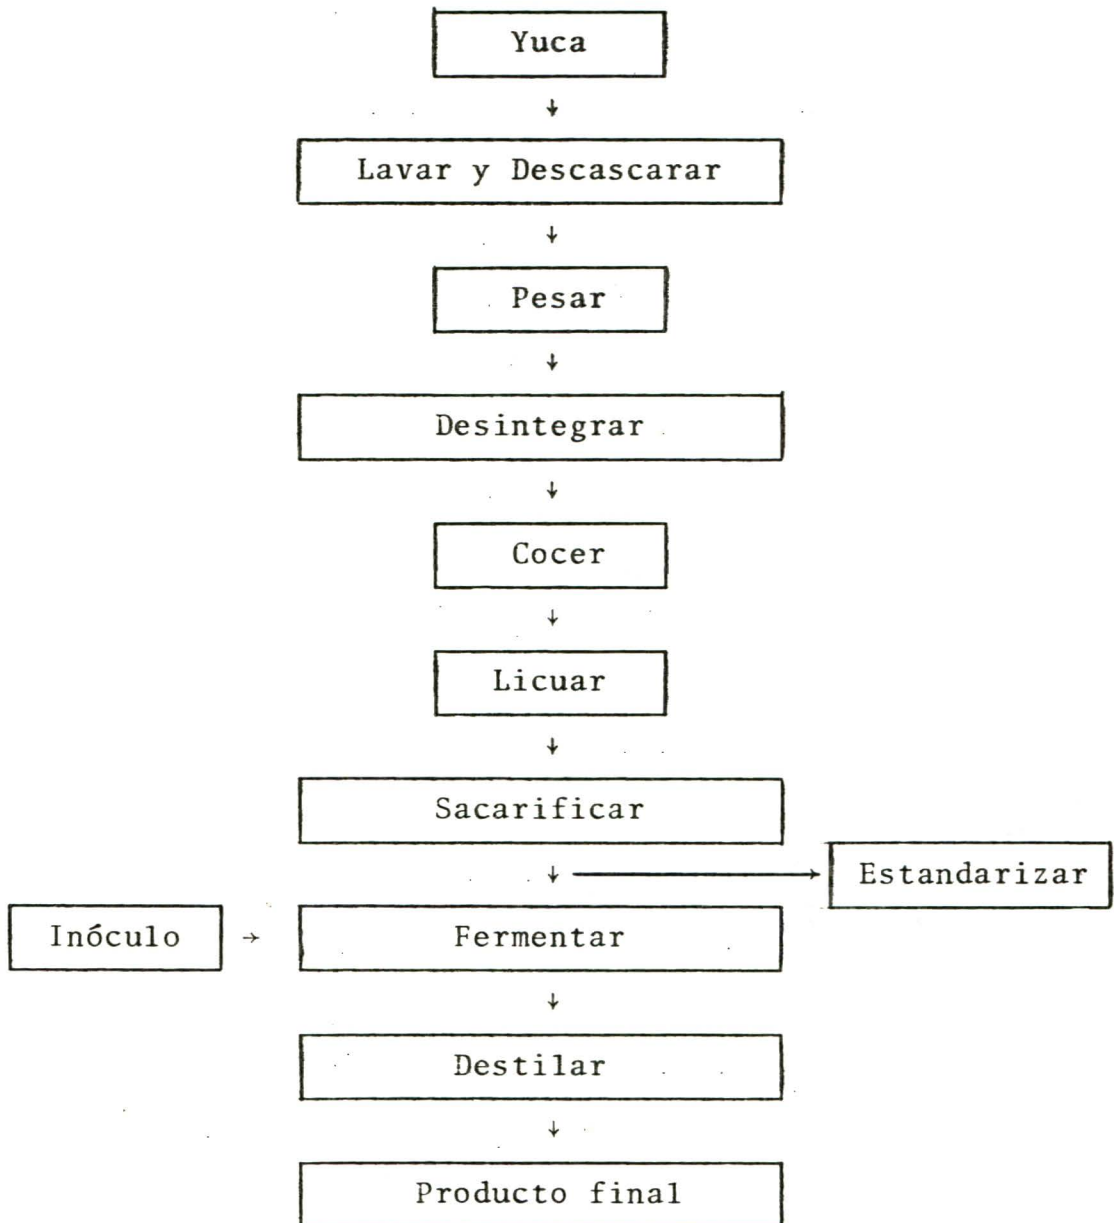 Yuca
↓
Lavar y Descascarar
↓
Pesar
↓
Desintegrar
↓
Cocer
↓
Licuar
↓
Sacarificar
↓ → Estandarizar
Inóculo → Fermentar
↓
Destilar
↓
Producto final